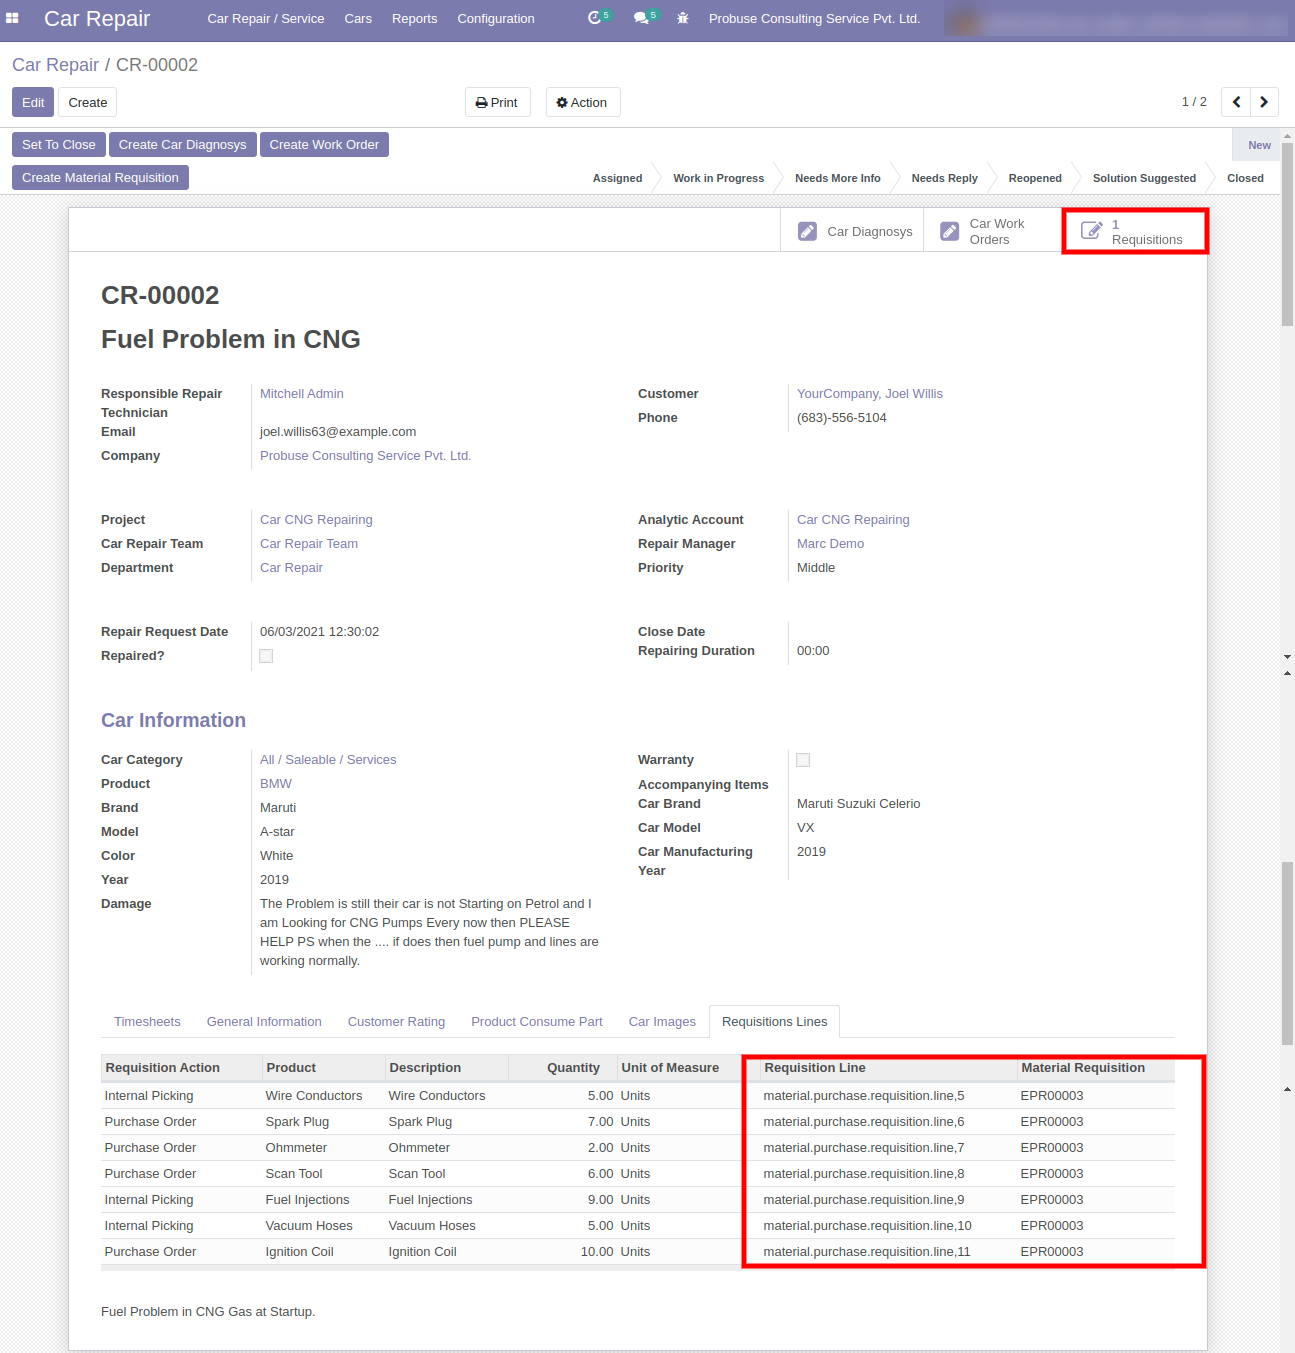 Car Repair Car Repair / Service Cars Reports Configuration 5 5 Probuse Consulting Service Pvt. Ltd.
Car Repair / CR-00002
Edit Create Print Action 1 / 2
Set To Close Create Car Diagnosys Create Work Order New
Create Material Requisition Assigned Work in Progress Needs More Info Needs Reply Reopened Solution Suggested Closed
Car Diagnosys Car Work Orders 1 Requisitions
CR-00002
Fuel Problem in CNG
Responsible Repair Technician Mitchell Admin
Email joel.willis63@example.com
Company Probuse Consulting Service Pvt. Ltd.
Customer YourCompany, Joel Willis
Phone (683)-556-5104
Project Car CNG Repairing
Car Repair Team Car Repair Team
Department Car Repair
Analytic Account Car CNG Repairing
Repair Manager Marc Demo
Priority Middle
Repair Request Date 06/03/2021 12:30:02
Repaired?
Close Date
Repairing Duration 00:00
Car Information
Car Category All / Saleable / Services
Product BMW
Brand Maruti
Model A-star
Color White
Year 2019
Damage The Problem is still their car is not Starting on Petrol and I
am Looking for CNG Pumps Every now then PLEASE
HELP PS when the .... if does then fuel pump and lines are
working normally.
Warranty
Accompanying Items
Car Brand Maruti Suzuki Celerio
Car Model VX
Car Manufacturing Year 2019
Timesheets General Information Customer Rating Product Consume Part Car Images Requisitions Lines
Requisition Action Product Description Quantity Unit of Measure Requisition Line Material Requisition
Internal Picking Wire Conductors Wire Conductors 5.00 Units material.purchase.requisition.line,5 EPR00003
Purchase Order Spark Plug Spark Plug 7.00 Units material.purchase.requisition.line,6 EPR00003
Purchase Order Ohmmeter Ohmmeter 2.00 Units material.purchase.requisition.line,7 EPR00003
Purchase Order Scan Tool Scan Tool 6.00 Units material.purchase.requisition.line,8 EPR00003
Internal Picking Fuel Injections Fuel Injections 9.00 Units material.purchase.requisition.line,9 EPR00003
Internal Picking Vacuum Hoses Vacuum Hoses 5.00 Units material.purchase.requisition.line,10 EPR00003
Purchase Order Ignition Coil Ignition Coil 10.00 Units material.purchase.requisition.line,11 EPR00003
Fuel Problem in CNG Gas at Startup.